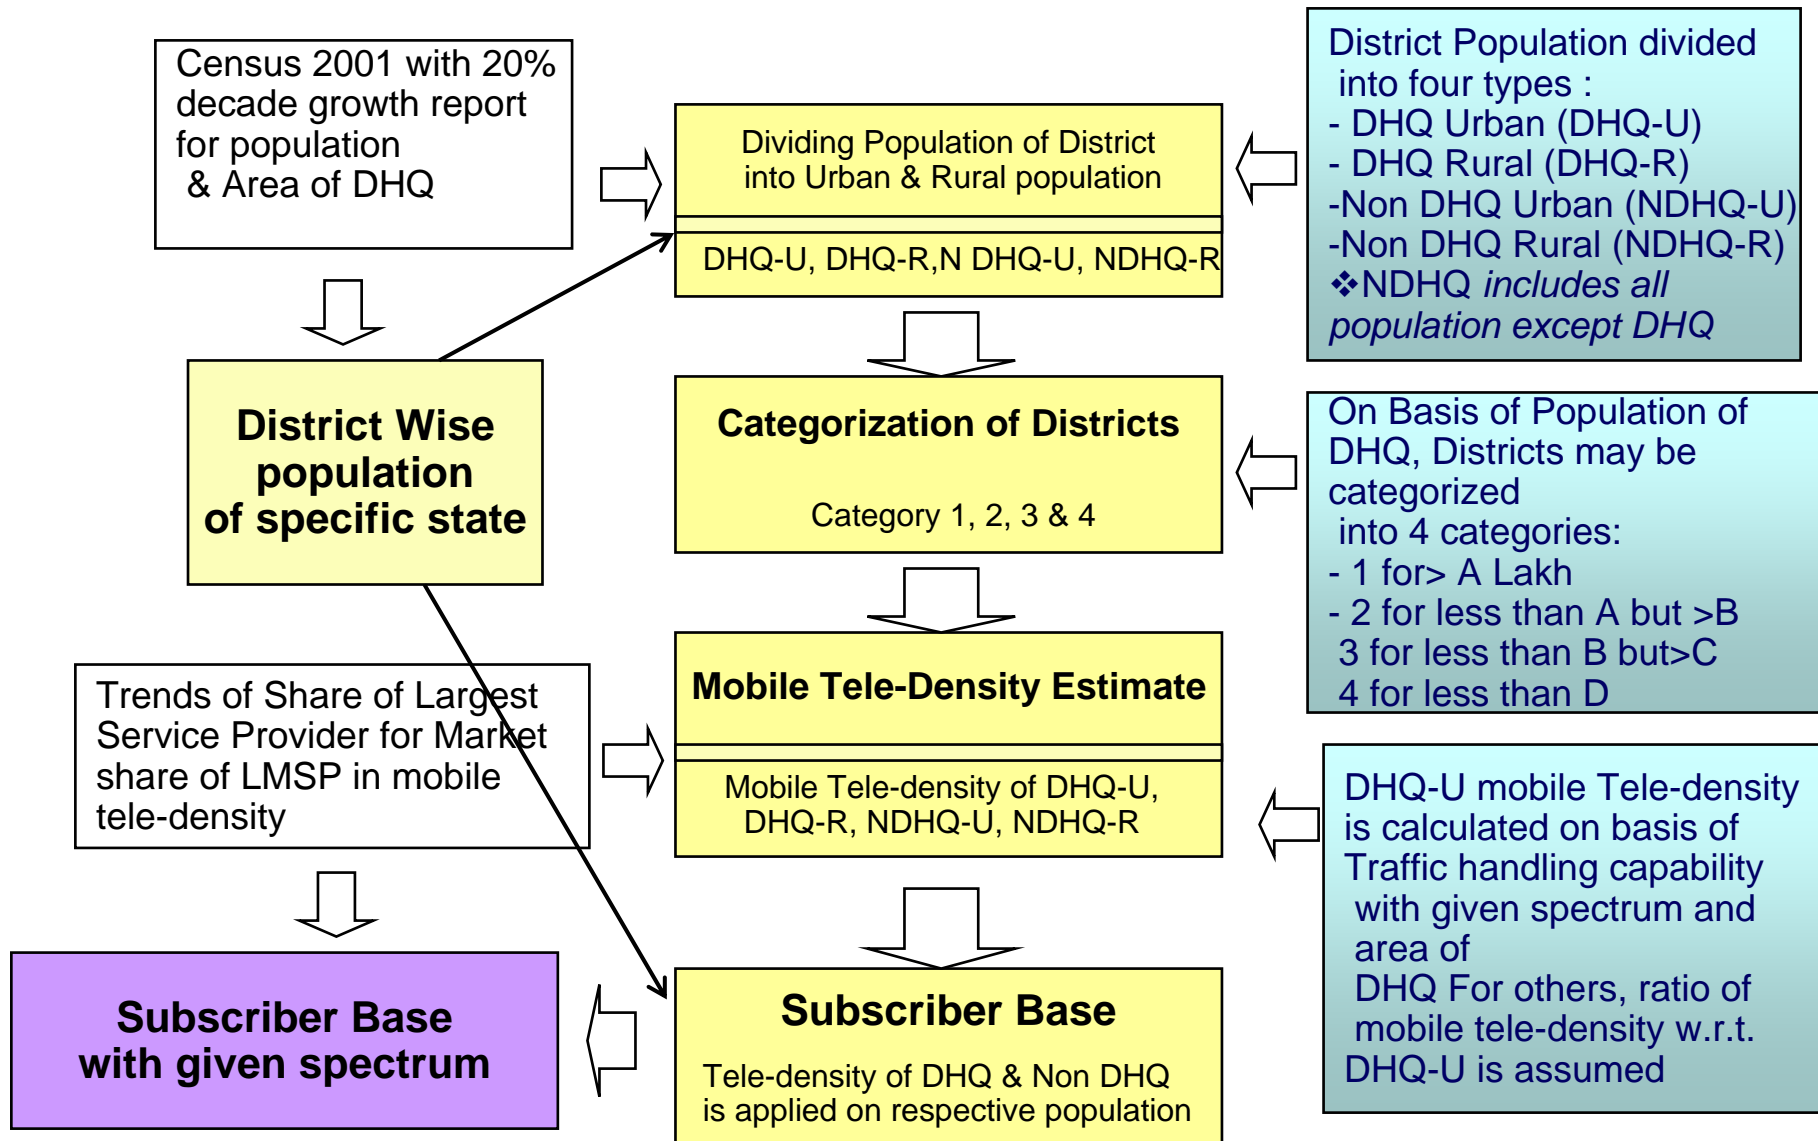 Census 2001 with 20%
decade growth report
for population
& Area of DHQ
Dividing Population of District
into Urban & Rural population
DHQ-U, DHQ-R,N DHQ-U, NDHQ-R
District Population divided
into four types :
- DHQ Urban (DHQ-U)
- DHQ Rural (DHQ-R)
-Non DHQ Urban (NDHQ-U)
-Non DHQ Rural (NDHQ-R)
❖NDHQ includes all
population except DHQ
District Wise
population
of specific state
Categorization of Districts
Category 1, 2, 3 & 4
On Basis of Population of
DHQ, Districts may be
categorized
into 4 categories:
- 1 for> A Lakh
- 2 for less than A but >B
3 for less than B but>C
4 for less than D
Trends of Share of Largest
Service Provider for Market
share of LMSP in mobile
tele-density
Mobile Tele-Density Estimate
Mobile Tele-density of DHQ-U,
DHQ-R, NDHQ-U, NDHQ-R
DHQ-U mobile Tele-density
is calculated on basis of
Traffic handling capability
with given spectrum and
area of
DHQ For others, ratio of
mobile tele-density w.r.t.
DHQ-U is assumed
Subscriber Base
with given spectrum
Subscriber Base
Tele-density of DHQ & Non DHQ
is applied on respective population